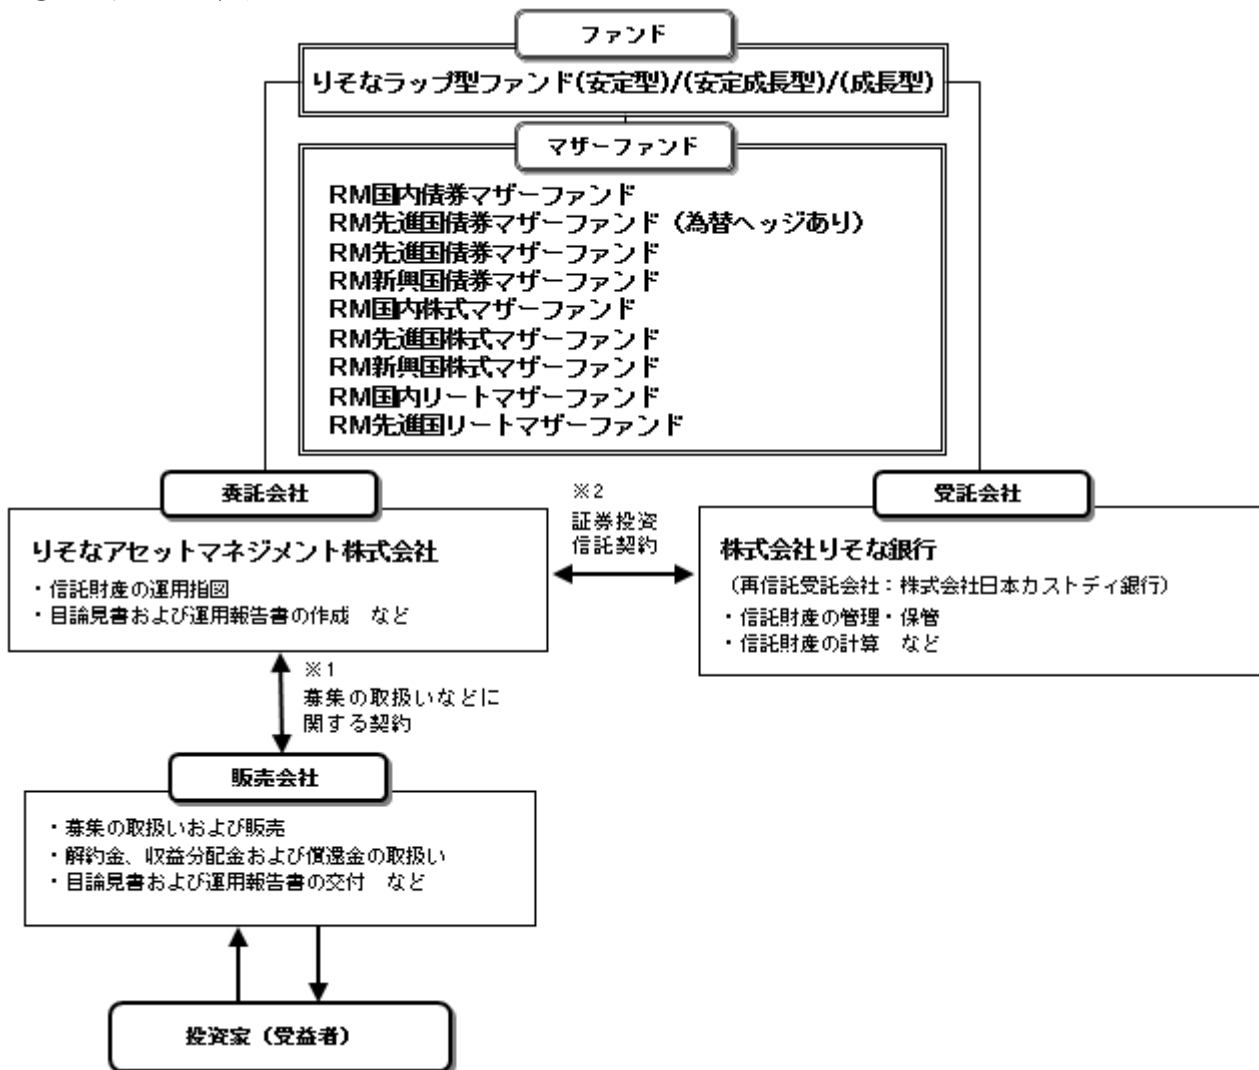 ファンド
りそなラップ型ファンド(安定型)/(安定成長型)/(成長型)
マザーファンド
RM国内債券マザーファンド
RM先進国債券マザーファンド（為替ヘッジあり）
RM先進国債券マザーファンド
RM新興国債券マザーファンド
RM国内株式マザーファンド
RM先進国株式マザーファンド
RM新興国株式マザーファンド
RM国内リートマザーファンド
RM先進国リートマザーファンド
委託会社
りそなアセットマネジメント株式会社
・信託財産の運用指図
・目論見書および運用報告書の作成　など
※2
証券投資
信託契約
受託会社
株式会社りそな銀行
（再信託受託会社：株式会社日本カストディ銀行）
・信託財産の管理・保管
・信託財産の計算　など
※1
募集の取扱いなどに
関する契約
販売会社
・募集の取扱いおよび販売
・解約金、収益分配金および償還金の取扱い
・目論見書および運用報告書の交付　など
投資家（受益者）